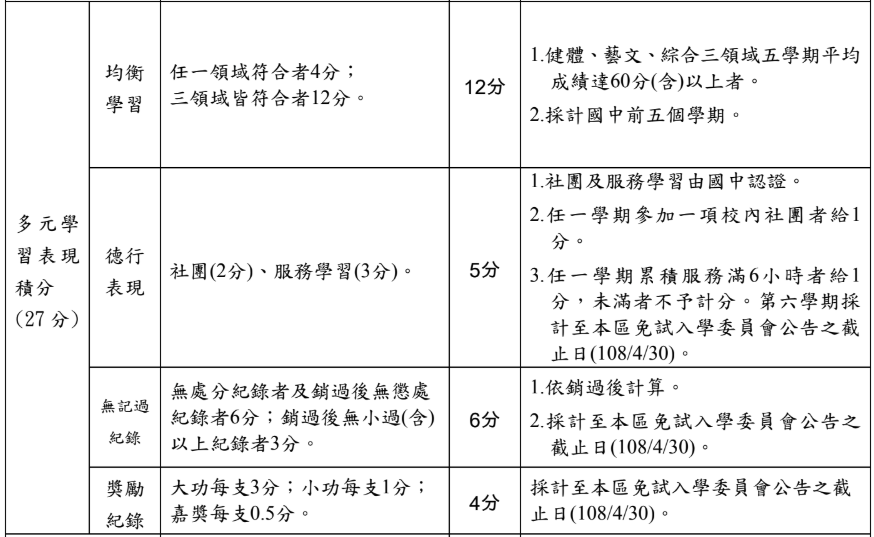 多元學
習表現
積分
（27 分）
均衡
學習
任一領域符合者4分；
三領域皆符合者12分。
12分
1.健體、藝文、綜合三領域五學期平均
成績達60分(含)以上者。
2.採計國中前五個學期。
德行
表現
社團(2分)、服務學習(3分)。
5分
1.社團及服務學習由國中認證。
2.任一學期參加一項校內社團者給1
分。
3.任一學期累積服務滿6小時者給1
分，未滿者不予計分。第六學期採
計至本區免試入學委員會公告之截
止日(108/4/30)。
無記過
紀錄
無處分紀錄者及銷過後無懲處
紀錄者6分；銷過後無小過(含)
以上紀錄者3分。
6分
1.依銷過後計算。
2.採計至本區免試入學委員會公告之
截止日(108/4/30)。
獎勵
紀錄
大功每支3分；小功每支1分；
嘉獎每支0.5分。
4分
採計至本區免試入學委員會公告之截
止日(108/4/30)。